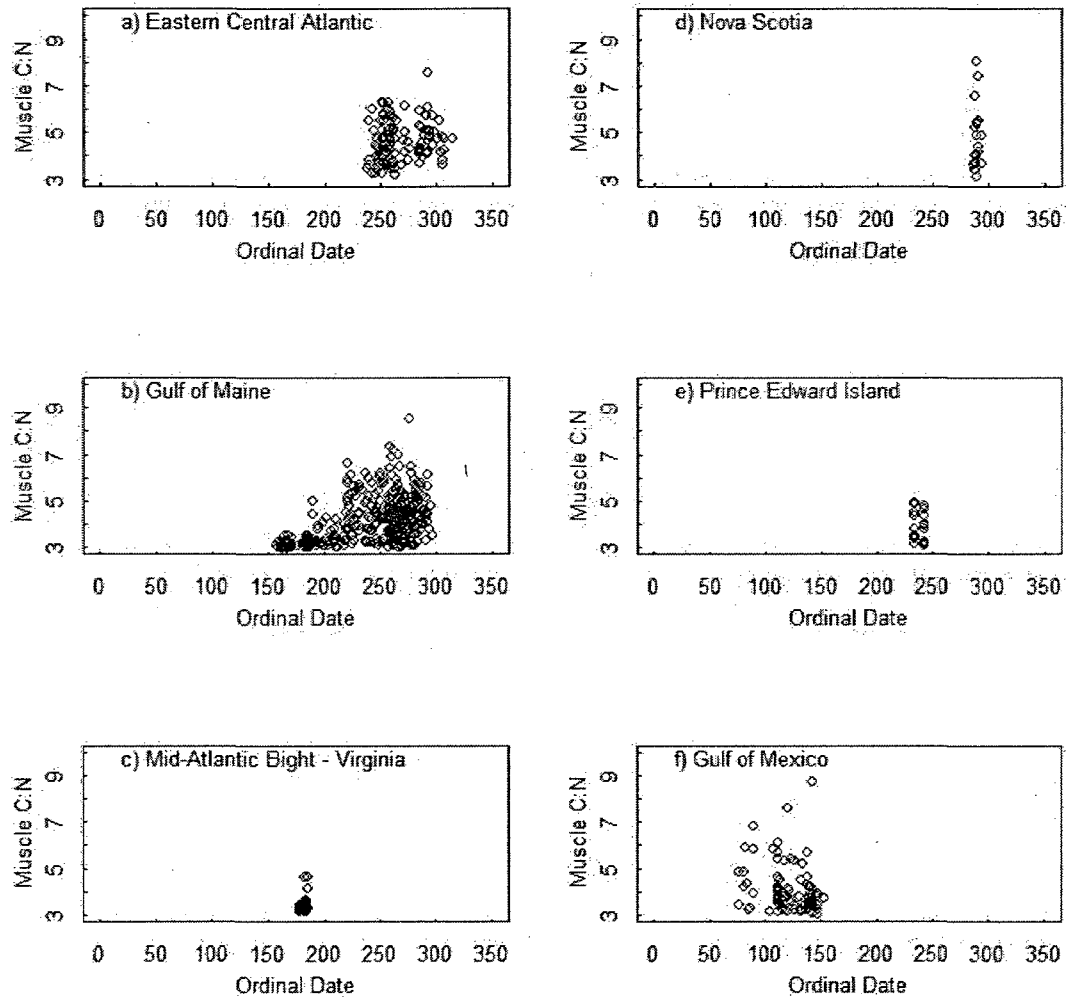 a) Eastern Central Atlantic
Muscle C:N
3 5 7 9
0 50 100 150 200 250 300 350
Ordinal Date
d) Nova Scotia
Muscle C:N
3 5 7 9
0 50 100 150 200 250 300 350
Ordinal Date
b) Gulf of Maine
Muscle C:N
3 5 7 9
0 50 100 150 200 250 300 350
Ordinal Date
e) Prince Edward Island
Muscle C:N
3 5 7 9
0 50 100 150 200 250 300 350
Ordinal Date
c) Mid-Atlantic Bight - Virginia
Muscle C:N
3 5 7 9
0 50 100 150 200 250 300 350
Ordinal Date
f) Gulf of Mexico
Muscle C:N
3 5 7 9
0 50 100 150 200 250 300 350
Ordinal Date